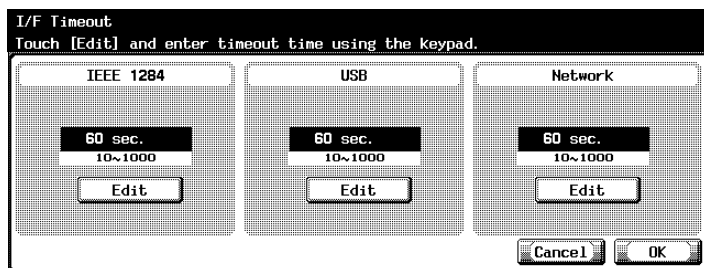 I/F Timeout
Touch [Edit] and enter timeout time using the keypad.
IEEE 1284 USB Network
60 sec. 60 sec. 60 sec.
10~1000 10~1000 10~1000
Edit Edit Edit
Cancel OK